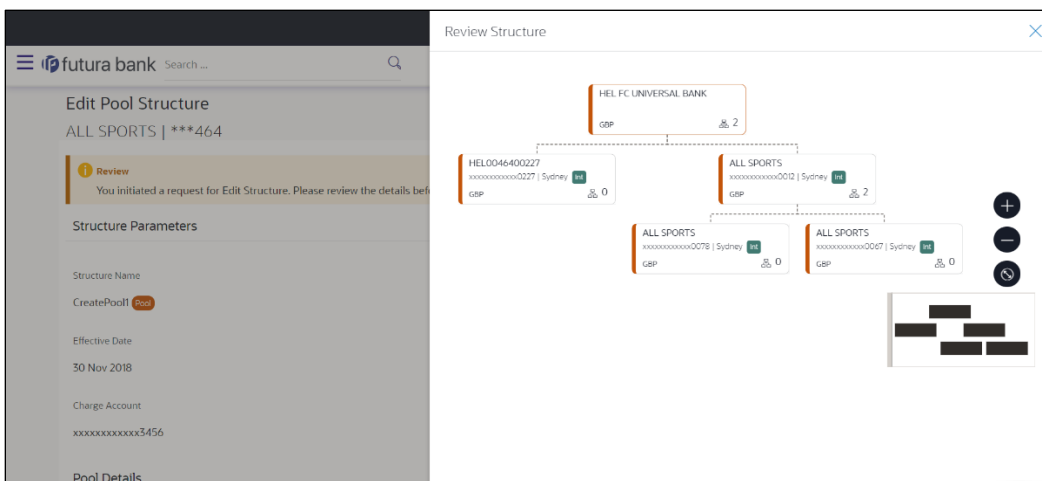 futura bank Search ...
Edit Pool Structure
ALL SPORTS | ***464
Review
You initiated a request for Edit Structure. Please review the details bef
Structure Parameters
Structure Name
CreatePool1 Pool
Effective Date
30 Nov 2018
Charge Account
xxxxxxxxxxxx3456
Pool Details
Review Structure
HEL FC UNIVERSAL BANK
GBP 2
HEL0046400227
xxxxxxxxxxxx0227 | Sydney Int
GBP 0
ALL SPORTS
xxxxxxxxxxxx0012 | Sydney Int
GBP 2
ALL SPORTS
xxxxxxxxxxxx0078 | Sydney Int
GBP 0
ALL SPORTS
xxxxxxxxxxxx0067 | Sydney Int
GBP 0